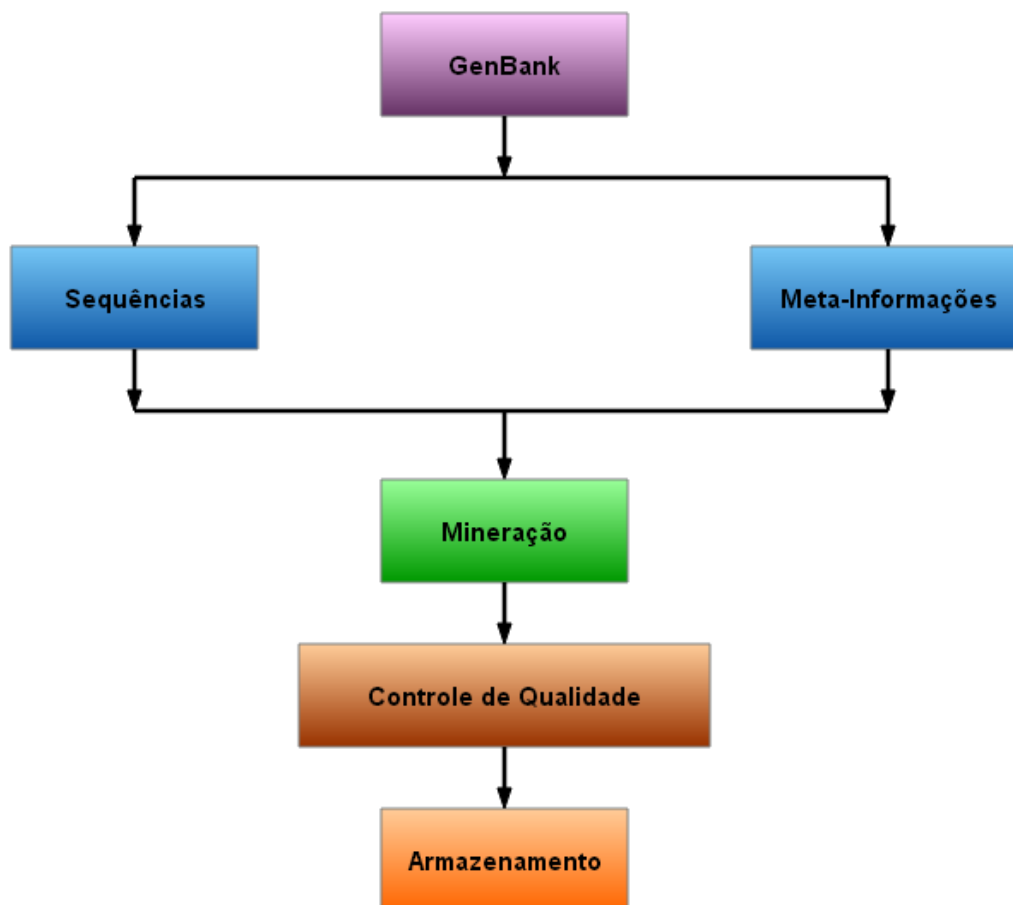 GenBank
Sequências
Meta-Informações
Mineração
Controle de Qualidade
Armazenamento